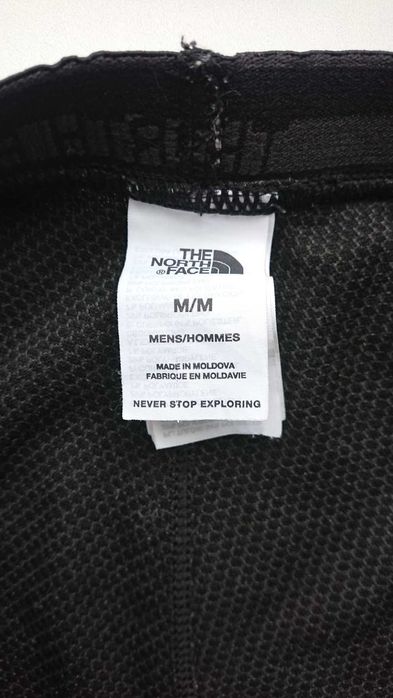 THE
NORTH
®FACE
M/M
MENS/HOMMES
MADE IN MOLDOVA
FABRIQUE EN MOLDAVIE
NEVER STOP EXPLORING